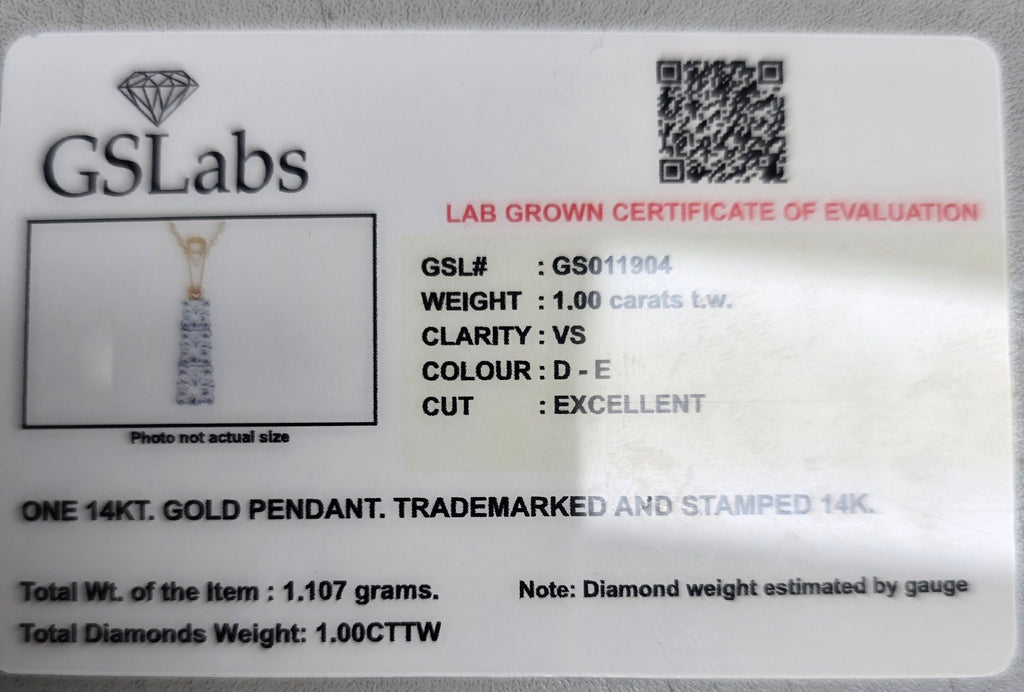 GSLabs
LAB GROWN CERTIFICATE OF EVALUATION
GSL# : GS011904
WEIGHT : 1.00 carats t.w.
CLARITY : VS
COLOUR : D - E
CUT : EXCELLENT
Photo not actual size
ONE 14KT. GOLD PENDANT. TRADEMARKED AND STAMPED 14K.
Total Wt. of the Item : 1.107 grams.
Note: Diamond weight estimated by gauge
Total Diamonds Weight: 1.00CTTW